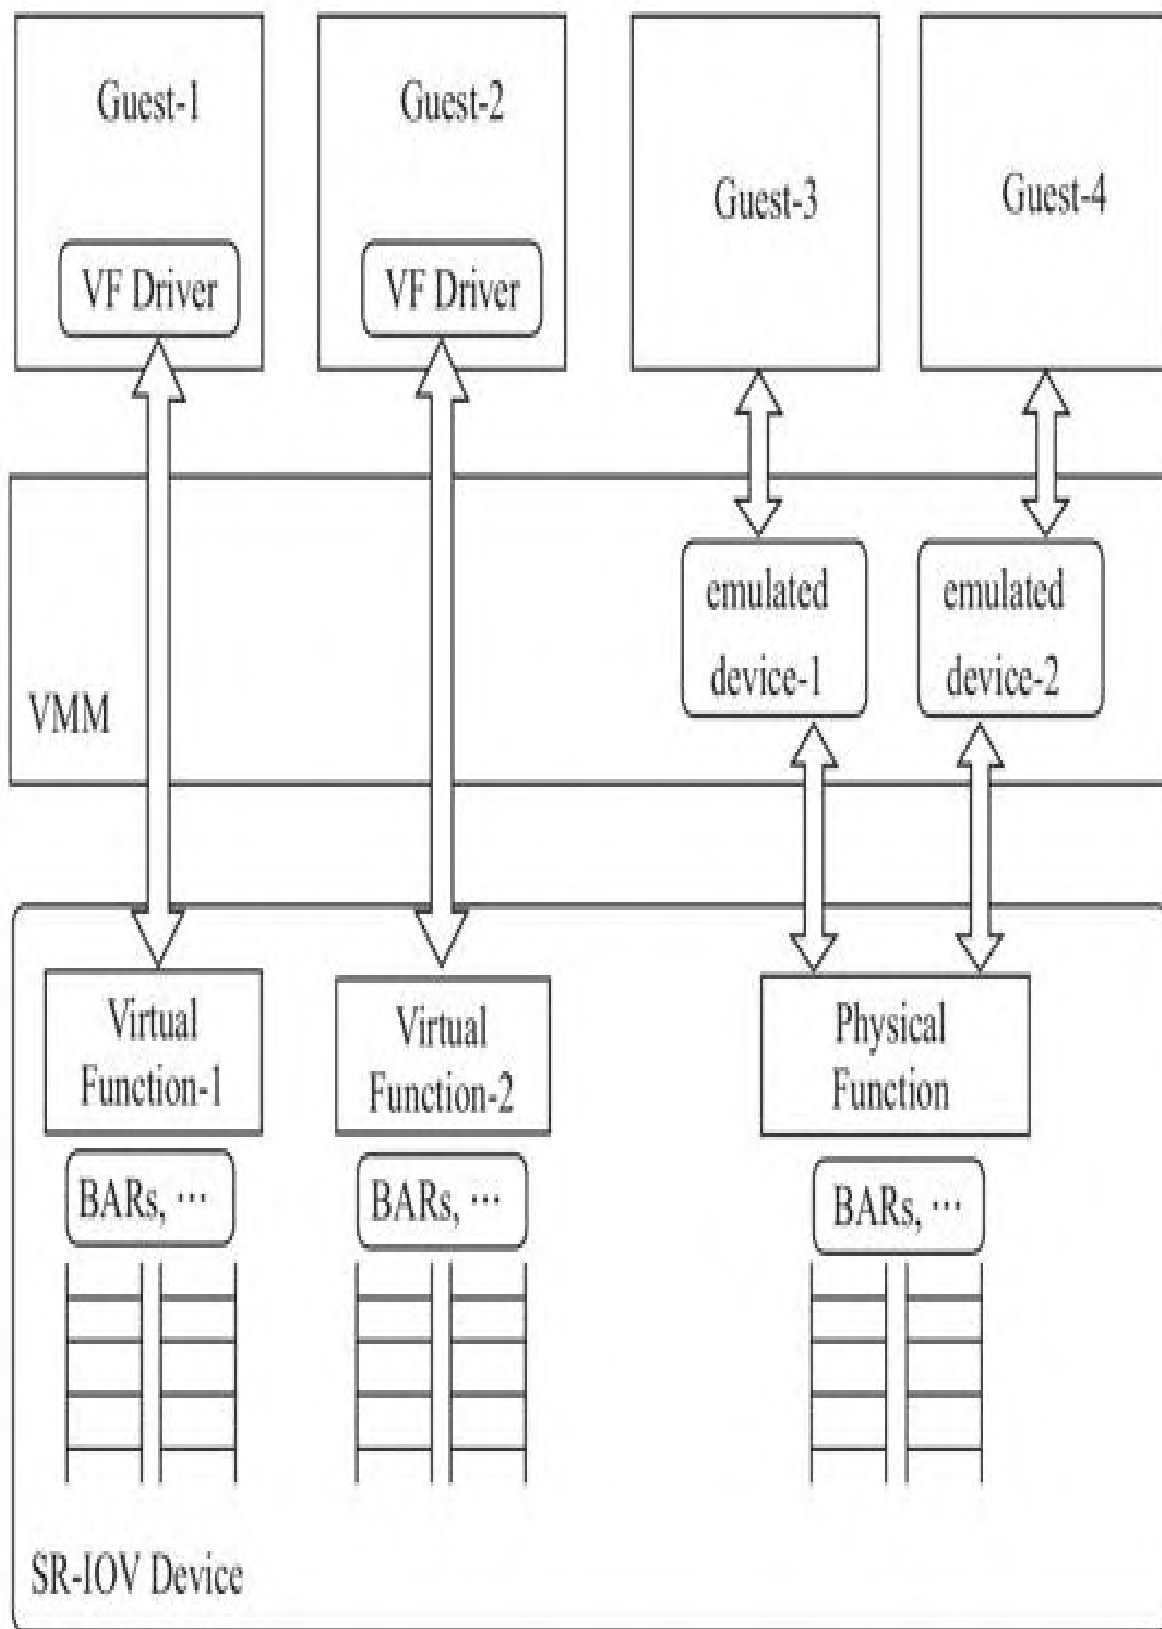 Guest-1
Guest-2
Guest-3
Guest-4
VF Driver
VF Driver
emulated
device-1
emulated
device-2
VMM
Virtual
Function-1
Virtual
Function-2
Physical
Function
BARs, ···
BARs, ···
BARs, ···
SR-IOV Device